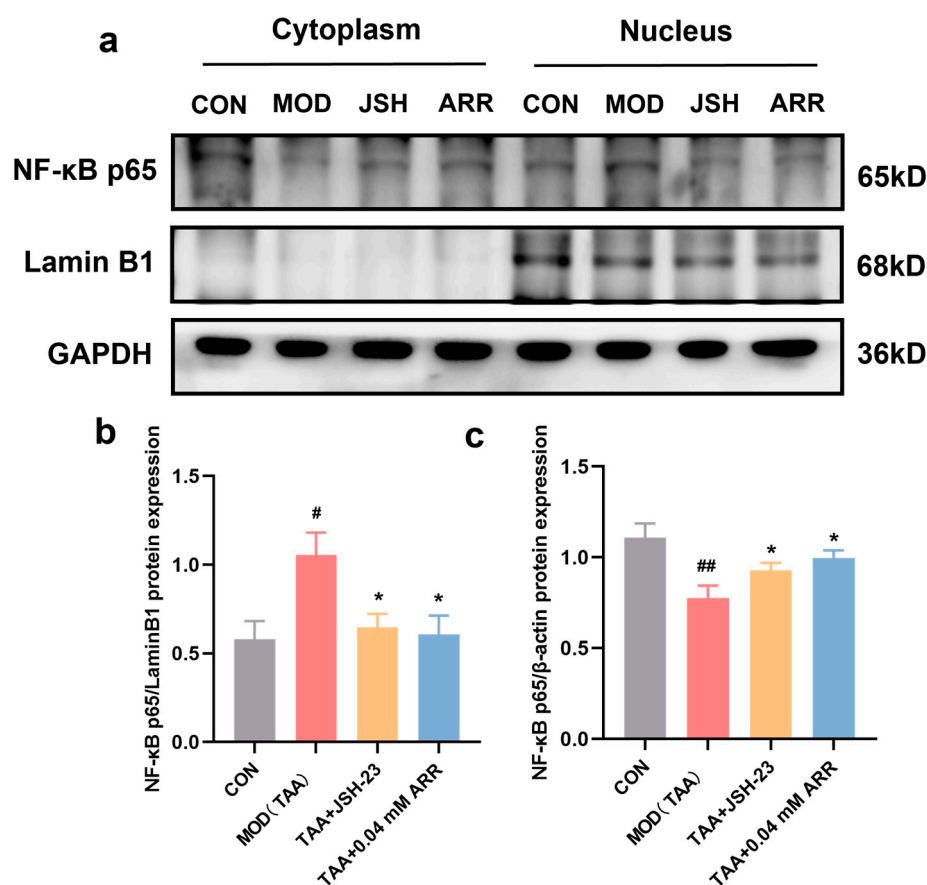 a
Cytoplasm Nucleus
CON MOD JSH ARR CON MOD JSH ARR
NF-κB p65 65kD
Lamin B1 68kD
GAPDH 36kD
b
NF-κB p65/LaminB1 protein expression
1.5
1.0
0.5
0.0
#
*
*
CON
MOD(TAA)
TAA+JSH-23
TAA+0.04 mM ARR
c
NF-κB p65/β-actin protein expression
1.5
1.0
0.5
0.0
##
*
*
CON
MOD(TAA)
TAA+JSH-23
TAA+0.04 mM ARR